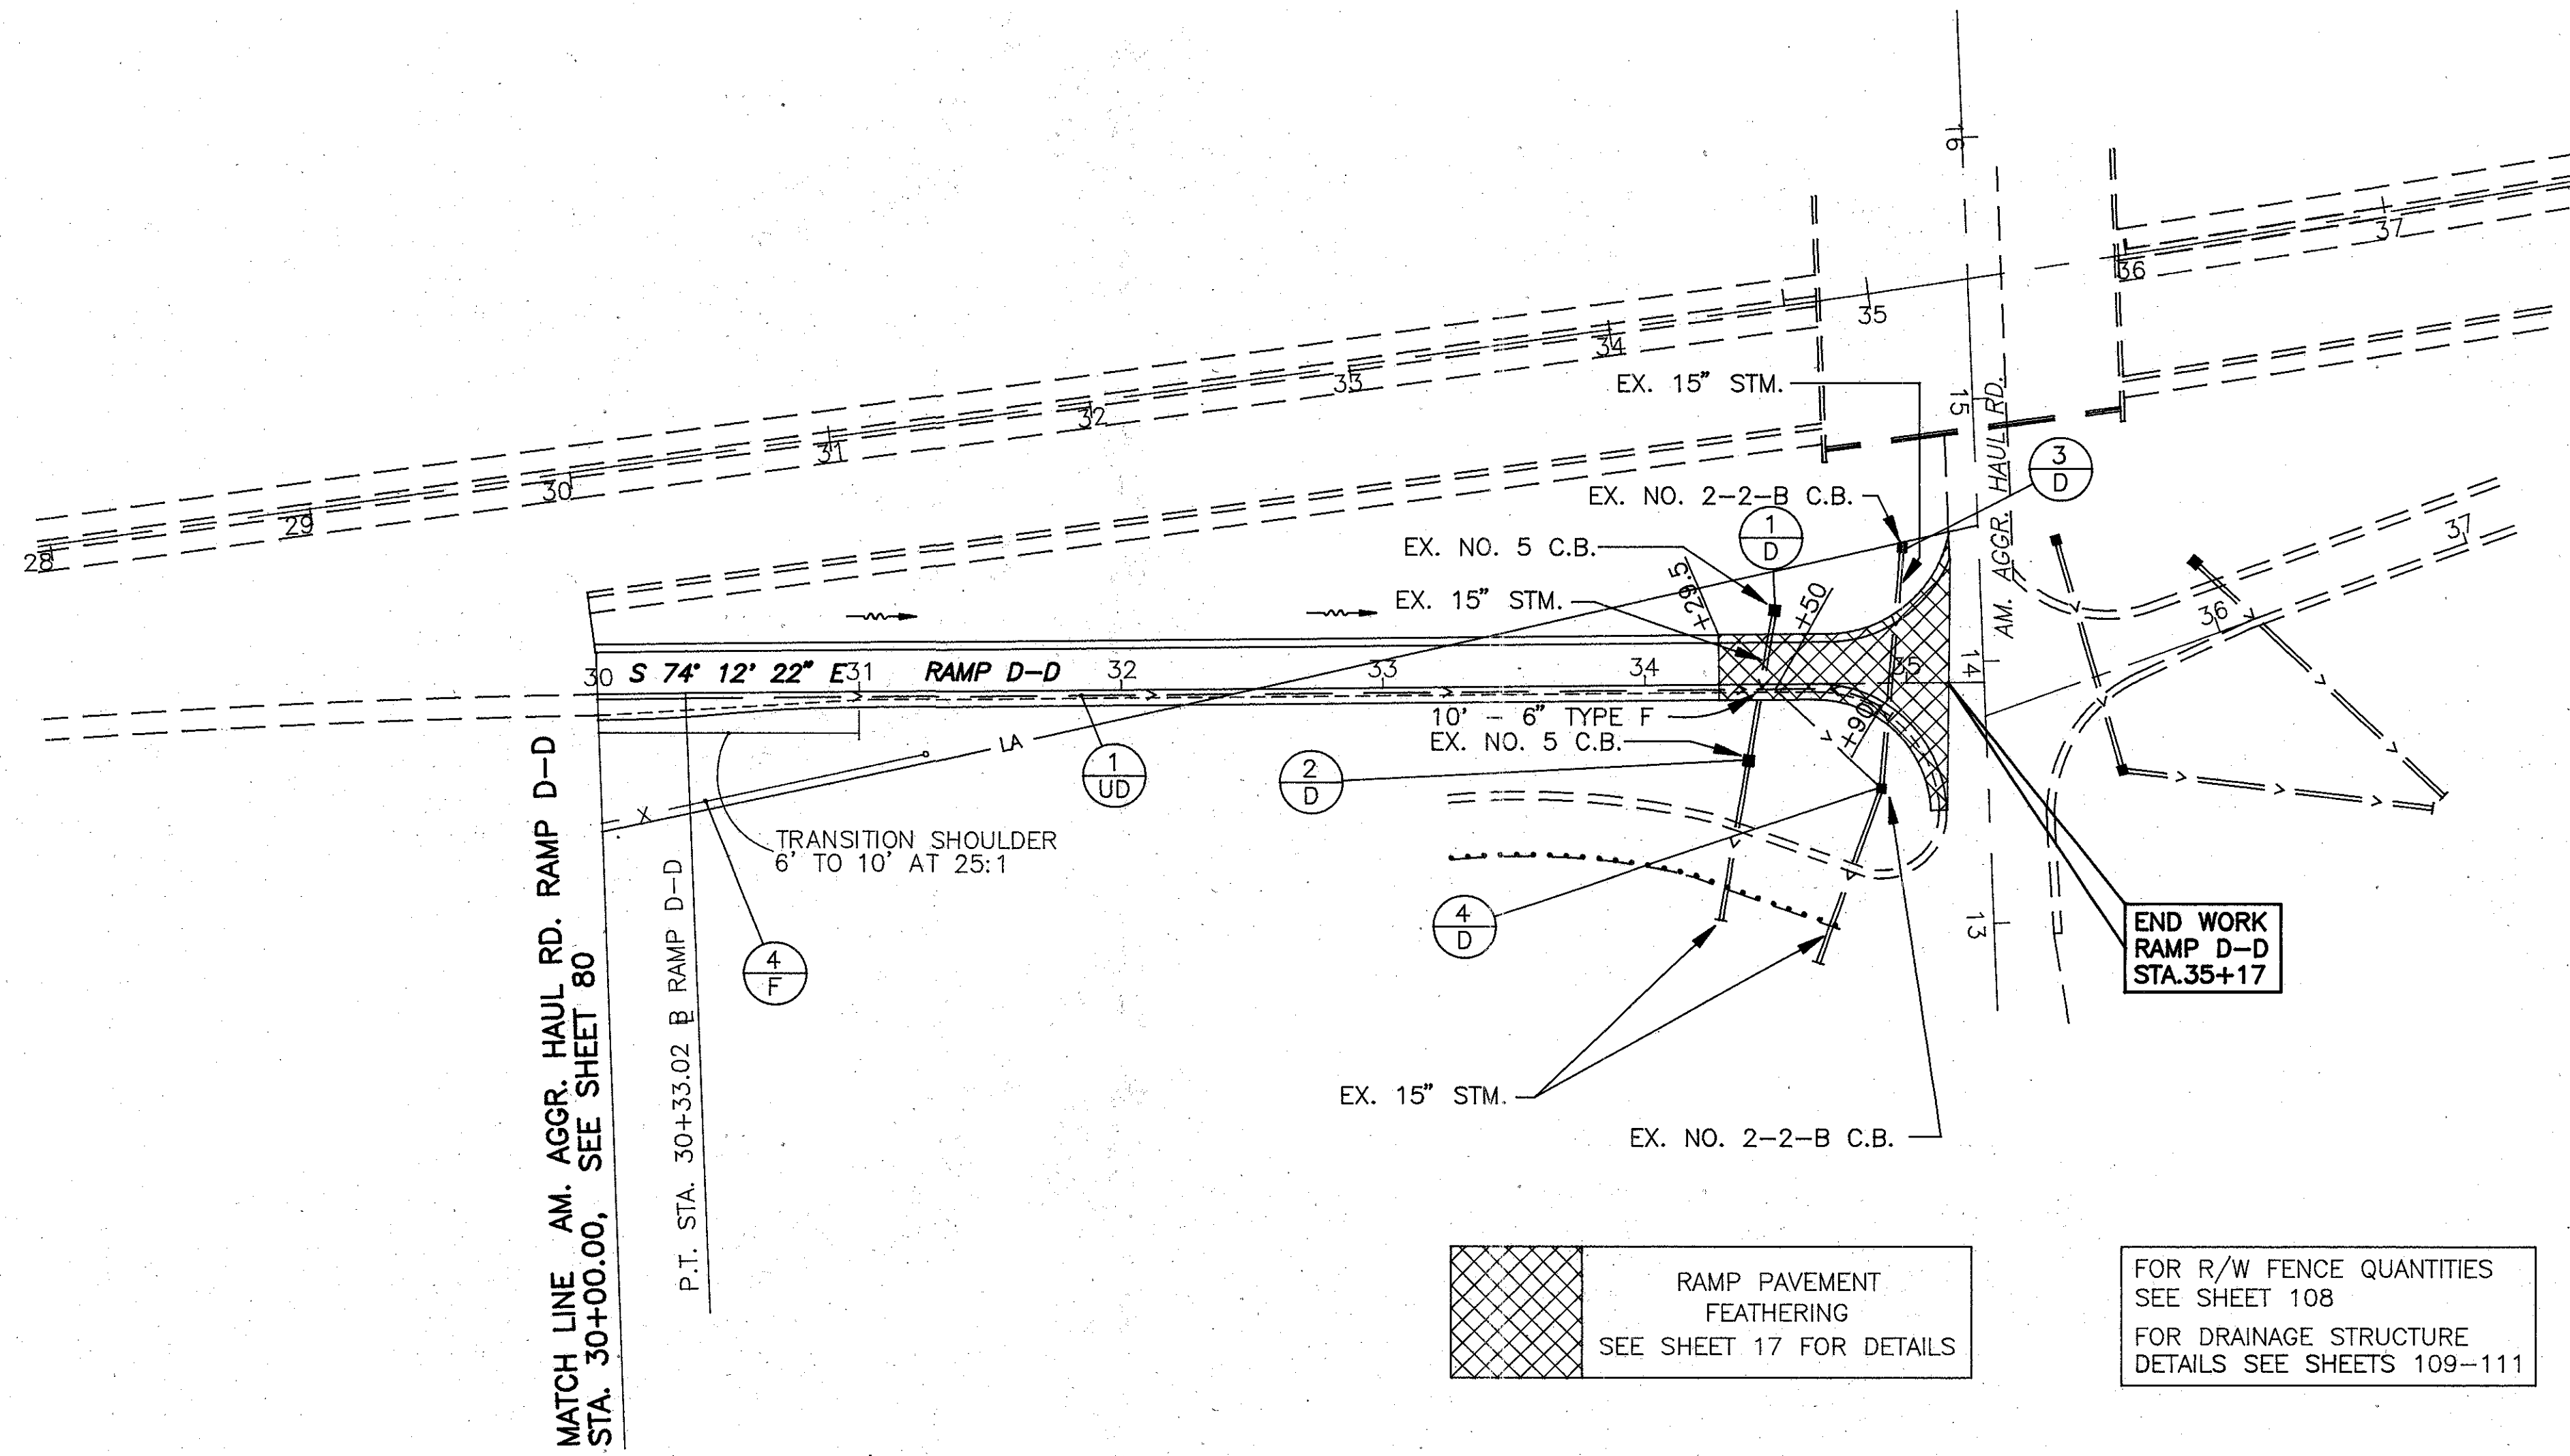 16
37
36
35
34
33
32
31
30
29
28
EX. 15” STM.
15
AM. AGGR. HAUL RD.
3
D
EX. NO. 2-2-B C.B.
1
D
EX. NO. 5 C.B.
+29.5
EX. 15” STM.
+50
37
36
30
S 74° 12' 22” E
31
RAMP D-D
32
33
34
35
14
10' - 6” TYPE F
EX. NO. 5 C.B.
+90
LA
1
UD
2
D
X
TRANSITION SHOULDER
6' TO 10' AT 25:1
4
D
13
END WORK
RAMP D-D
STA.35+17
4
F
MATCH LINE AM. AGGR. HAUL RD. RAMP D-D
STA. 30+00.00, SEE SHEET 80
P.T. STA. 30+33.02 B RAMP D-D
EX. 15” STM.
EX. NO. 2-2-B C.B.
RAMP PAVEMENT
FEATHERING
SEE SHEET 17 FOR DETAILS
FOR R/W FENCE QUANTITIES
SEE SHEET 108
FOR DRAINAGE STRUCTURE
DETAILS SEE SHEETS 109-111